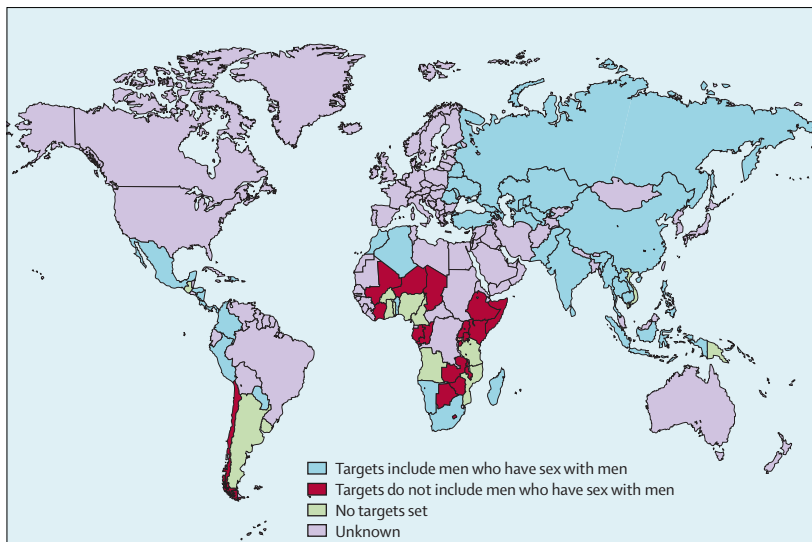 Targets include men who have sex with men
Targets do not include men who have sex with men
No targets set
Unknown